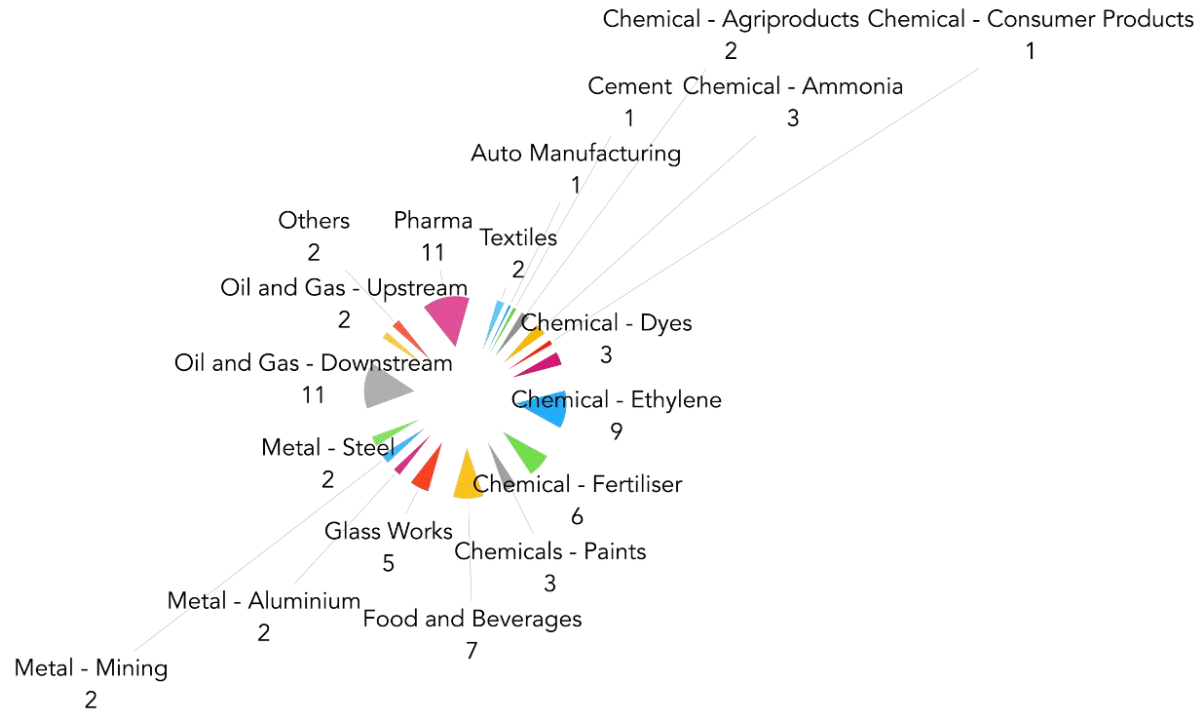 Chemical - Agriproducts
2
Chemical - Consumer Products
1
Cement
1
Chemical - Ammonia
3
Auto Manufacturing
1
Others
2
Pharma
11
Textiles
2
Oil and Gas - Upstream
2
Chemical - Dyes
3
Oil and Gas - Downstream
11
Chemical - Ethylene
9
Metal - Steel
2
Chemical - Fertiliser
6
Glass Works
5
Chemicals - Paints
3
Metal - Aluminium
2
Food and Beverages
7
Metal - Mining
2